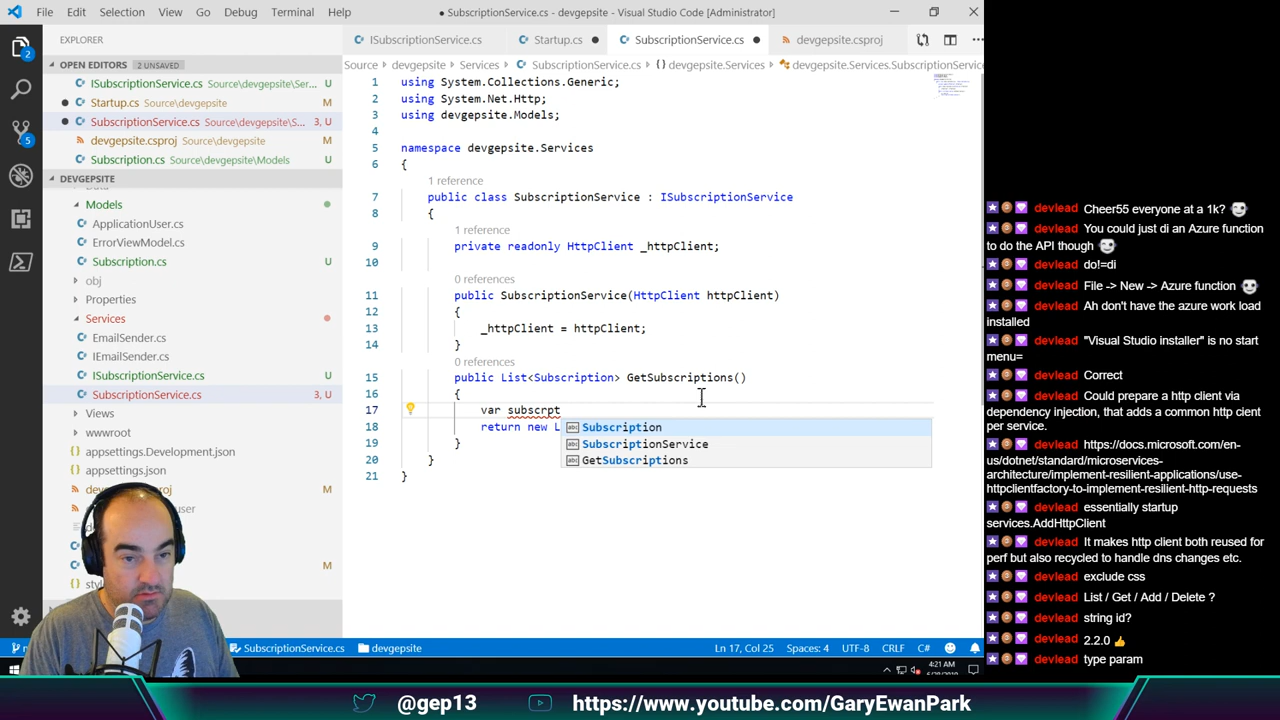 File Edit Selection View Go Debug Terminal Help
● SubscriptionService.cs - devgepsite - Visual Studio Code [Administrator]
EXPLORER
ISubscriptionService.cs Startup.cs SubscriptionService.cs devgepsite.csproj
OPEN EDITORS 2 UNSAVED
Source devgepsite Services SubscriptionService.cs devgepsite.Services devgepsite.Services.SubscriptionServ
ISubscriptionService.cs Source\devgepsite\Ser... U
Startup.cs Source\devgepsite M
SubscriptionService.cs Source\devgepsite\S... 3, U
devgepsite.csproj Source\devgepsite M
Subscription.cs Source\devgepsite\Models U
DEVGEPSITE
Models
ApplicationUser.cs
ErrorViewModel.cs
Subscription.cs U
obj
Properties
Services
EmailSender.cs
IEmailSender.cs
ISubscriptionService.cs U
SubscriptionService.cs 3, U
Views
wwwroot
appsettings.Development.json
appsettings.json
M
M
2
5
1 using System.Collections.Generic;
2 using System.Net.Http;
3 using devgepsite.Models;
4
5 namespace devgepsite.Services
6 {
1 reference
7 public class SubscriptionService : ISubscriptionService
8 {
1 reference
9 private readonly HttpClient _httpClient;
10
0 references
11 public SubscriptionService(HttpClient httpClient)
12 {
13 _httpClient = httpClient;
14 }
0 references
15 public List<Subscription> GetSubscriptions()
16 {
17 var subscrpt
18 return new L
19 }
20 }
21 }
abc Subscription
abc SubscriptionService
abc GetSubscriptions
SubscriptionService.cs devgepsite
Ln 17, Col 25 Spaces: 4 UTF-8 CRLF C#
4:21 AM
devlead Cheer55 everyone at a 1k?
devlead You could just di an Azure function
to do the API though
devlead do!=di
devlead File -> New -> Azure function
devlead Ah don't have the azure work load
installed
devlead "Visual Studio installer" is no start
menu=
devlead Correct
devlead Could prepare a http client via
dependency injection, that adds a common http cient
per service.
devlead https://docs.microsoft.com/en-
us/dotnet/standard/microservices-
architecture/implement-resilient-applications/use-
httpclientfactory-to-implement-resilient-http-requests
devlead essentially startup
services.AddHttpClient
devlead It makes http client both reused for
perf but also recycled to handle dns changes etc.
devlead exclude css
devlead List / Get / Add / Delete ?
devlead string id?
devlead 2.2.0 👍
devlead type param
@gep13 https://www.youtube.com/GaryEwanPark